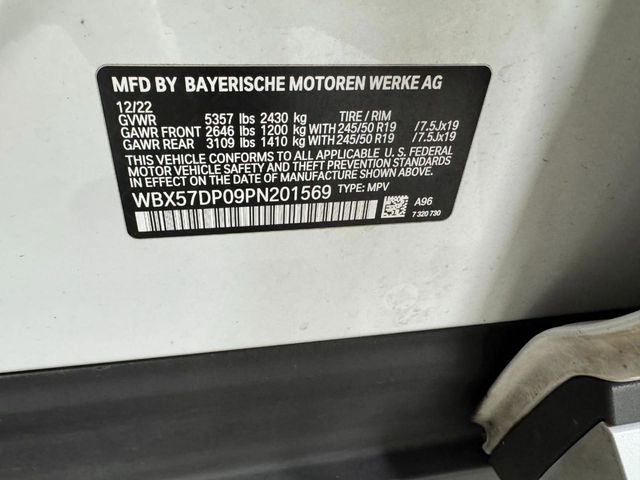 MFD BY BAYERISCHE MOTOREN WERKE AG
12/22
GVWR 5357 lbs 2430 kg TIRE / RIM
GAWR FRONT 2646 lbs 1200 kg WITH 245/50 R19 /7.5Jx19
GAWR REAR 3109 lbs 1410 kg WITH 245/50 R19 /7.5Jx19
THIS VEHICLE CONFORMS TO ALL APPLICABLE U. S. FEDERAL
MOTOR VEHICLE SAFETY AND THEFT PREVENTION STANDARDS
IN EFFECT ON THE DATE OF MANUFACTURE SHOWN ABOVE.
WBX57DP09PN201569 TYPE: MPV
A96
7 320 730